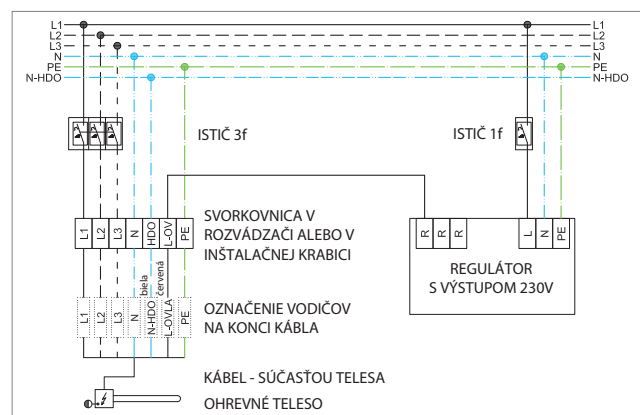 L1 L1
L2 L2
L3 L3
N N
PE PE
N-HDO N-HDO
ISTIČ 3f
ISTIČ 1f
L1 L2 L3 N HDO L-OV PE
SVORKOVNICA V
ROZVÁDZAČI ALEBO V
INŠTALAČNEJ KRABICI
R R R L N PE
REGULÁTOR
S VÝSTUPOM 230V
biela
červená
L1 L2 L3 N N-HDO L-OVLA PE
OZNAČENIE VODIČOV
NA KONCI KÁBLA
KÁBEL - SÚČASŤOU TELESA
OHREVNÉ TELESO